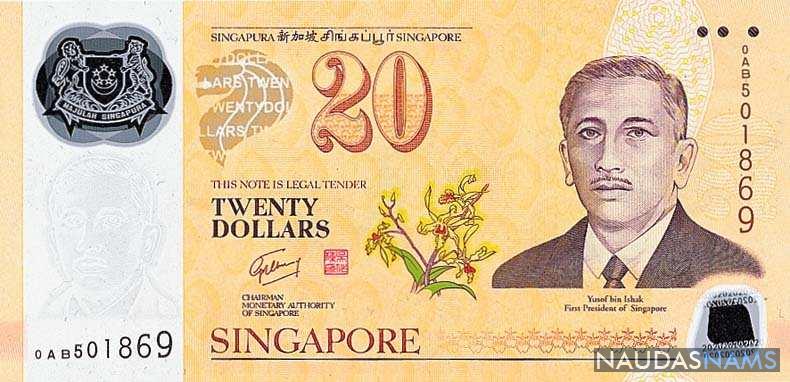 SINGAPURA 新加坡 சிங்கப்பூர் SINGAPORE
MAJULAH SINGAPURA
20
0AB501869
THIS NOTE IS LEGAL TENDER
TWENTY
DOLLARS
CHAIRMAN
MONETARY AUTHORITY
OF SINGAPORE
Yusof bin Ishak
First President of Singapore
0AB501869
SINGAPORE
NAUDASNAMS